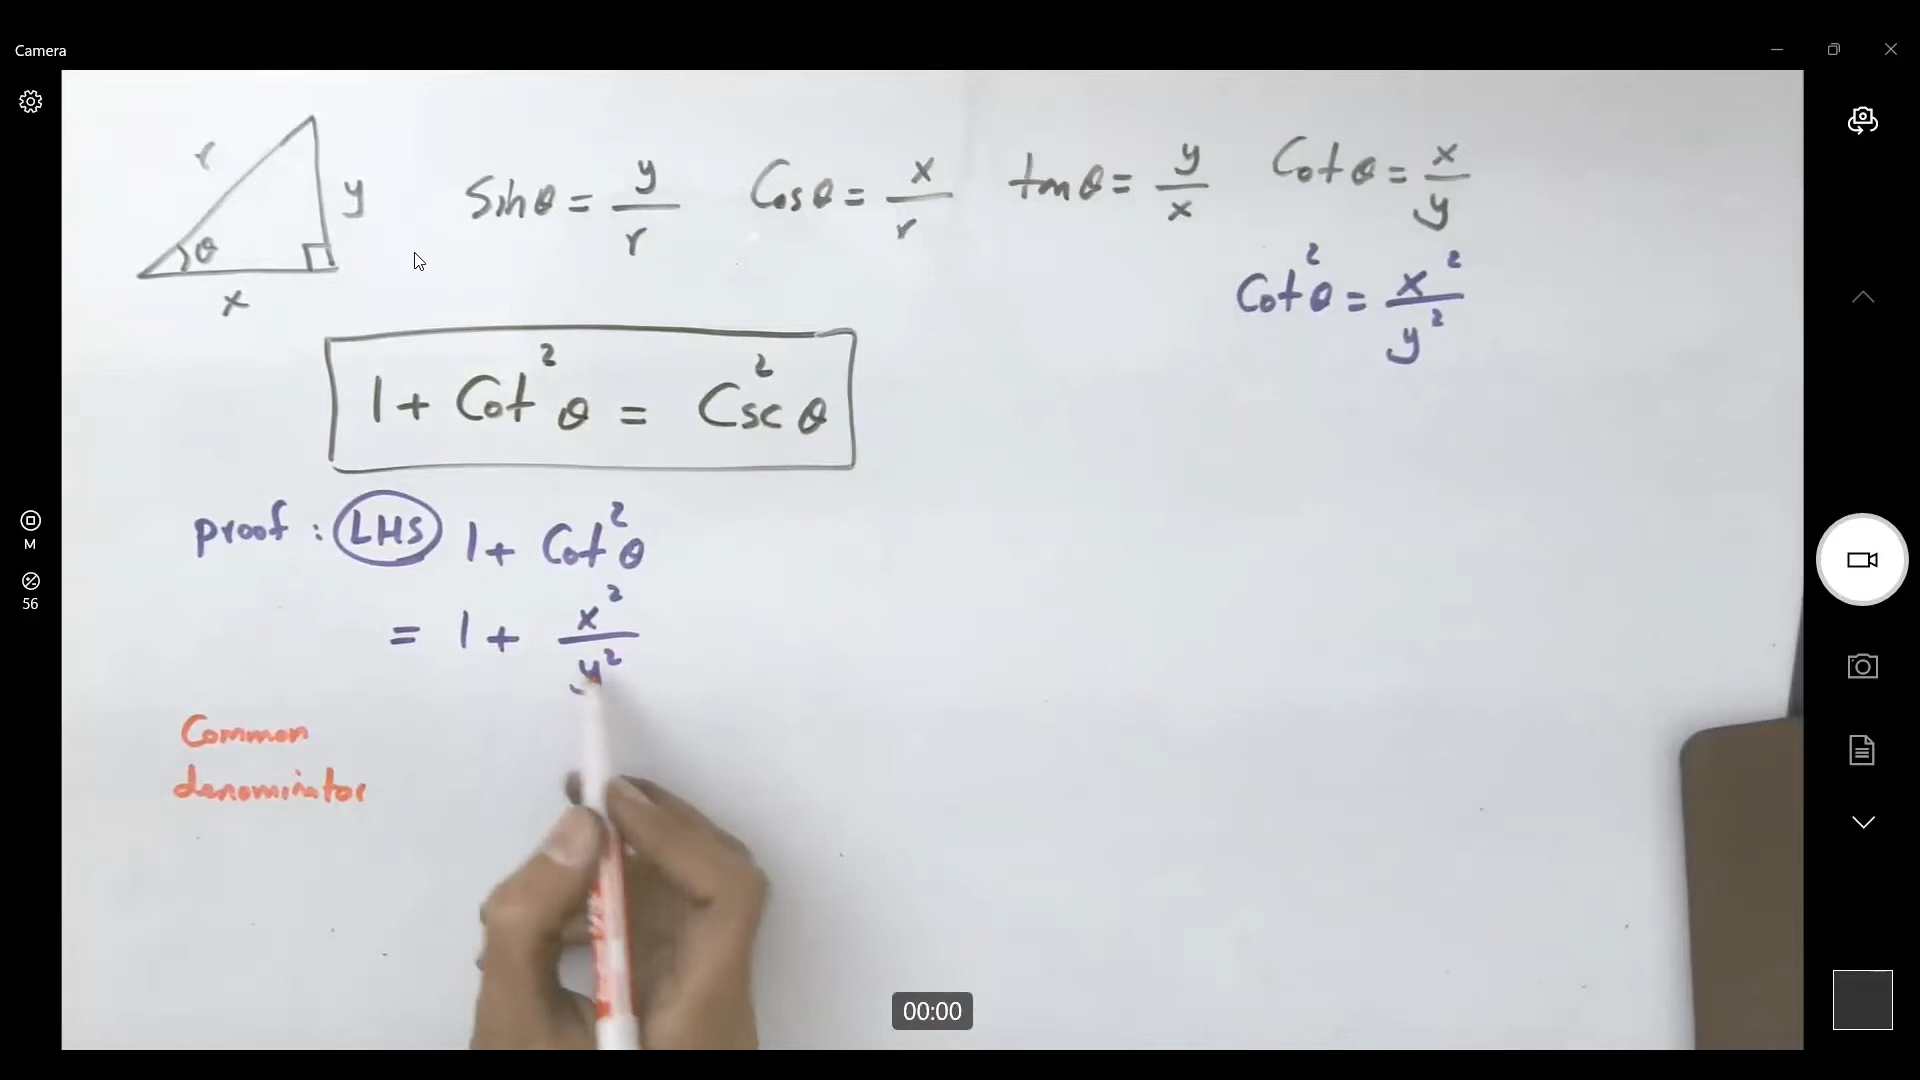 Camera
r
y
θ
x
Sinθ = y/r Cosθ = x/r tanθ = y/x Cotθ = x/y
Cot²θ = x²/y²
1 + Cot²θ = Csc²θ
proof : LHS 1 + Cot²θ
= 1 + x²/y²
Common
denominator
M
56
00:00